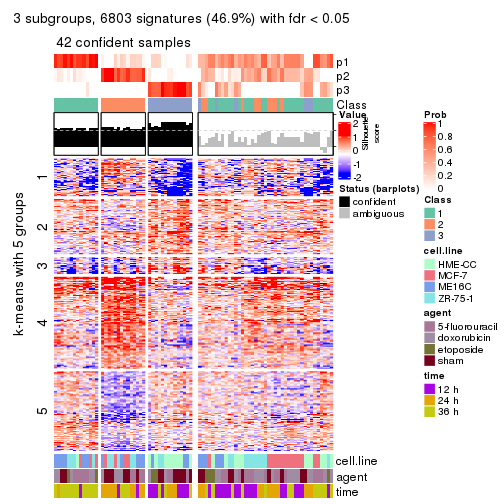 3 subgroups, 6803 signatures (46.9%) with fdr < 0.05
42 confident samples
p1
p2
p3
Class
k-means with 5 groups
1
2
3
4
5
cell.line
agent
time
Value
2
1
0
-1
-2
Silhouette
score
Status (barplots)
confident
ambiguous
Prob
1
0.8
0.6
0.4
0.2
0
Class
1
2
3
cell.line
HME-CC
MCF-7
ME16C
ZR-75-1
agent
5-fluorouracil
doxorubicin
etoposide
sham
time
12 h
24 h
36 h